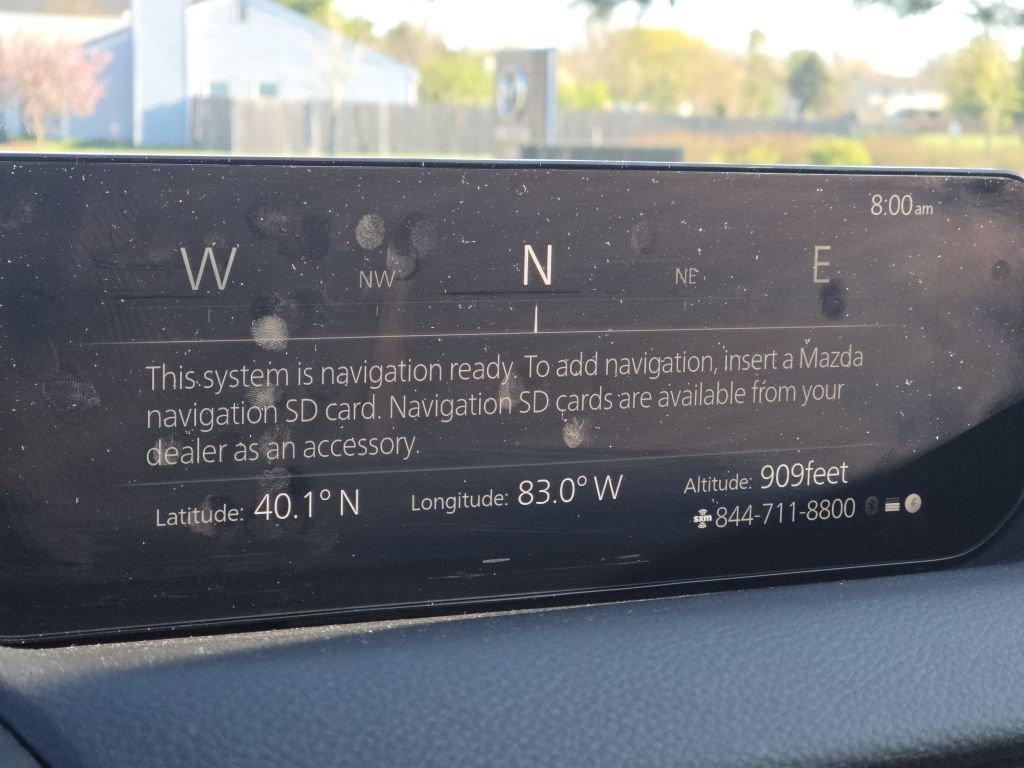 8:00am
W NW N NE E
This system is navigation ready. To add navigation, insert a Mazda
navigation SD card. Navigation SD cards are available from your
dealer as an accessory.
Latitude: 40.1° N Longitude: 83.0° W Altitude: 909feet
sxm 844-711-8800